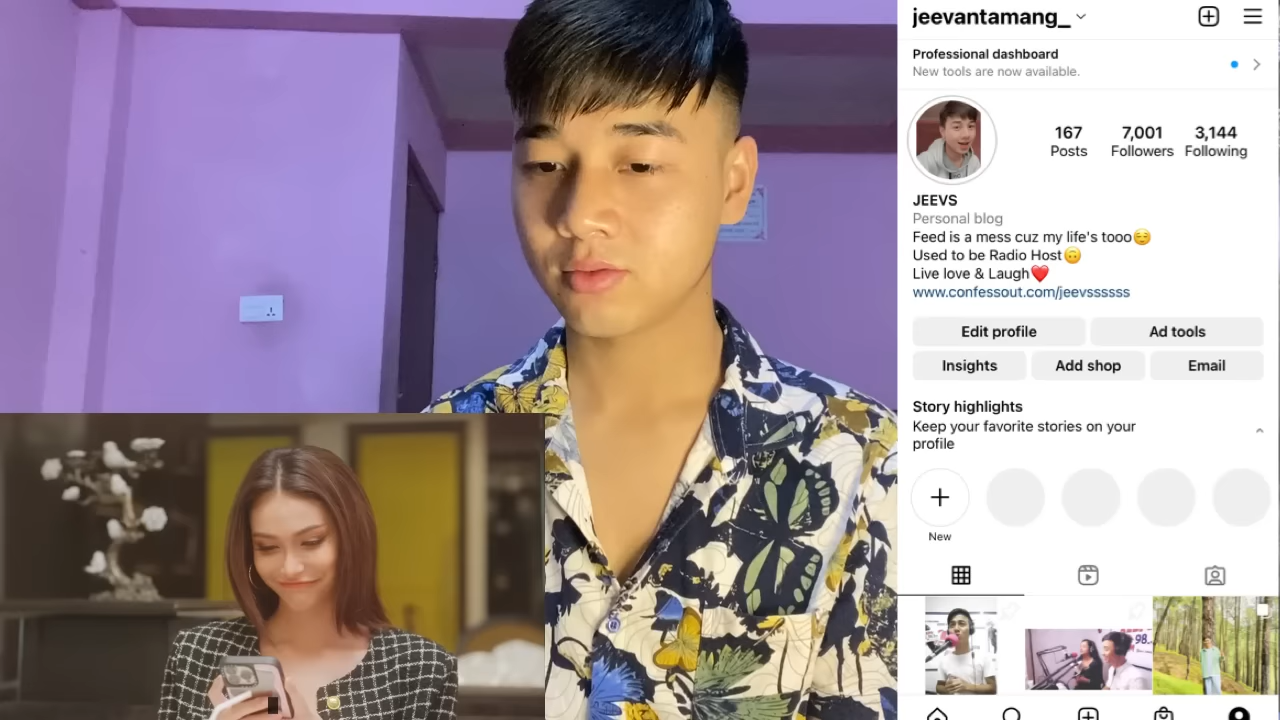 jeevantamang_
Professional dashboard
New tools are now available.
167 7,001 3,144
Posts Followers Following
JEEVS
Personal blog
Feed is a mess cuz my life's tooo☺️
Used to be Radio Host🙃
Live love & Laugh❤️
www.confessout.com/jeevssssss
Edit profile Ad tools
Insights Add shop Email
Story highlights
Keep your favorite stories on your
profile
New
98.